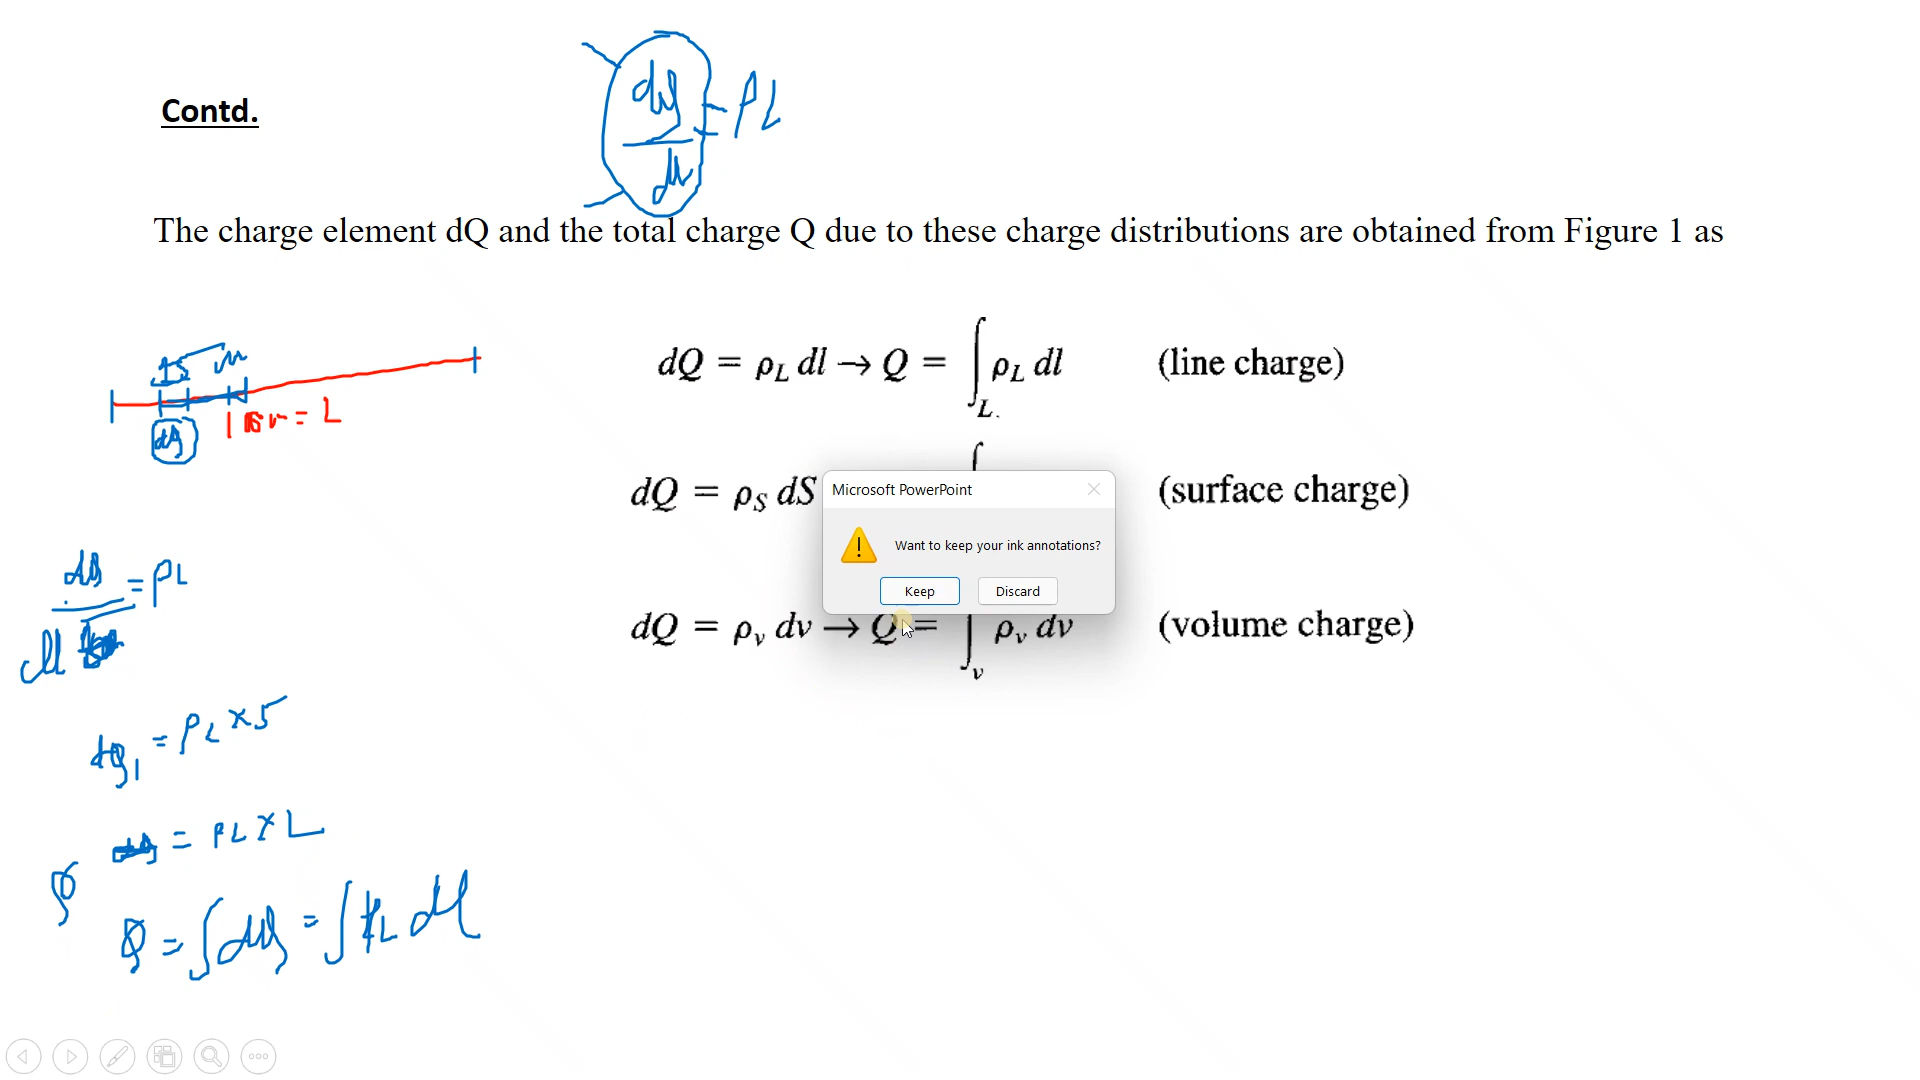 dQ
dl
= ρL
Contd.
The charge element dQ and the total charge Q due to these charge distributions are obtained from Figure 1 as
dQ = ρL dl → Q = ∫L ρL dl (line charge)
dQ
= L
dQ = ρS dS (surface charge)
Microsoft PowerPoint
Want to keep your ink annotations?
Keep Discard
dQ = ρv dv → Q = ∫v ρv dv (volume charge)
dQ
dl
= ρL
dQ1 = ρL × 5
= ρL × L
Q = ∫dQ = ∫ρL dl